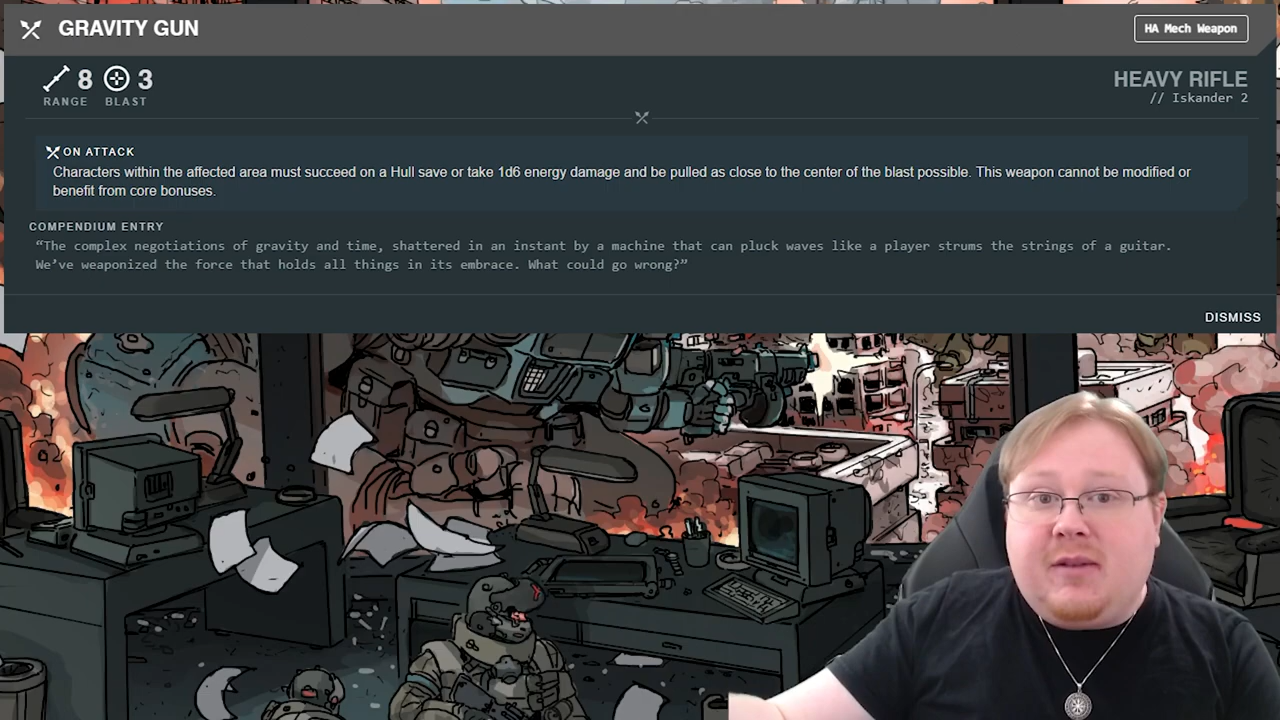 GRAVITY GUN
HA Mech Weapon
8 3
RANGE BLAST
HEAVY RIFLE
// Iskander 2
ON ATTACK
Characters within the affected area must succeed on a Hull save or take 1d6 energy damage and be pulled as close to the center of the blast possible. This weapon cannot be modified or
benefit from core bonuses.
COMPENDIUM ENTRY
“The complex negotiations of gravity and time, shattered in an instant by a machine that can pluck waves like a player strums the strings of a guitar.
We’ve weaponized the force that holds all things in its embrace. What could go wrong?”
DISMISS